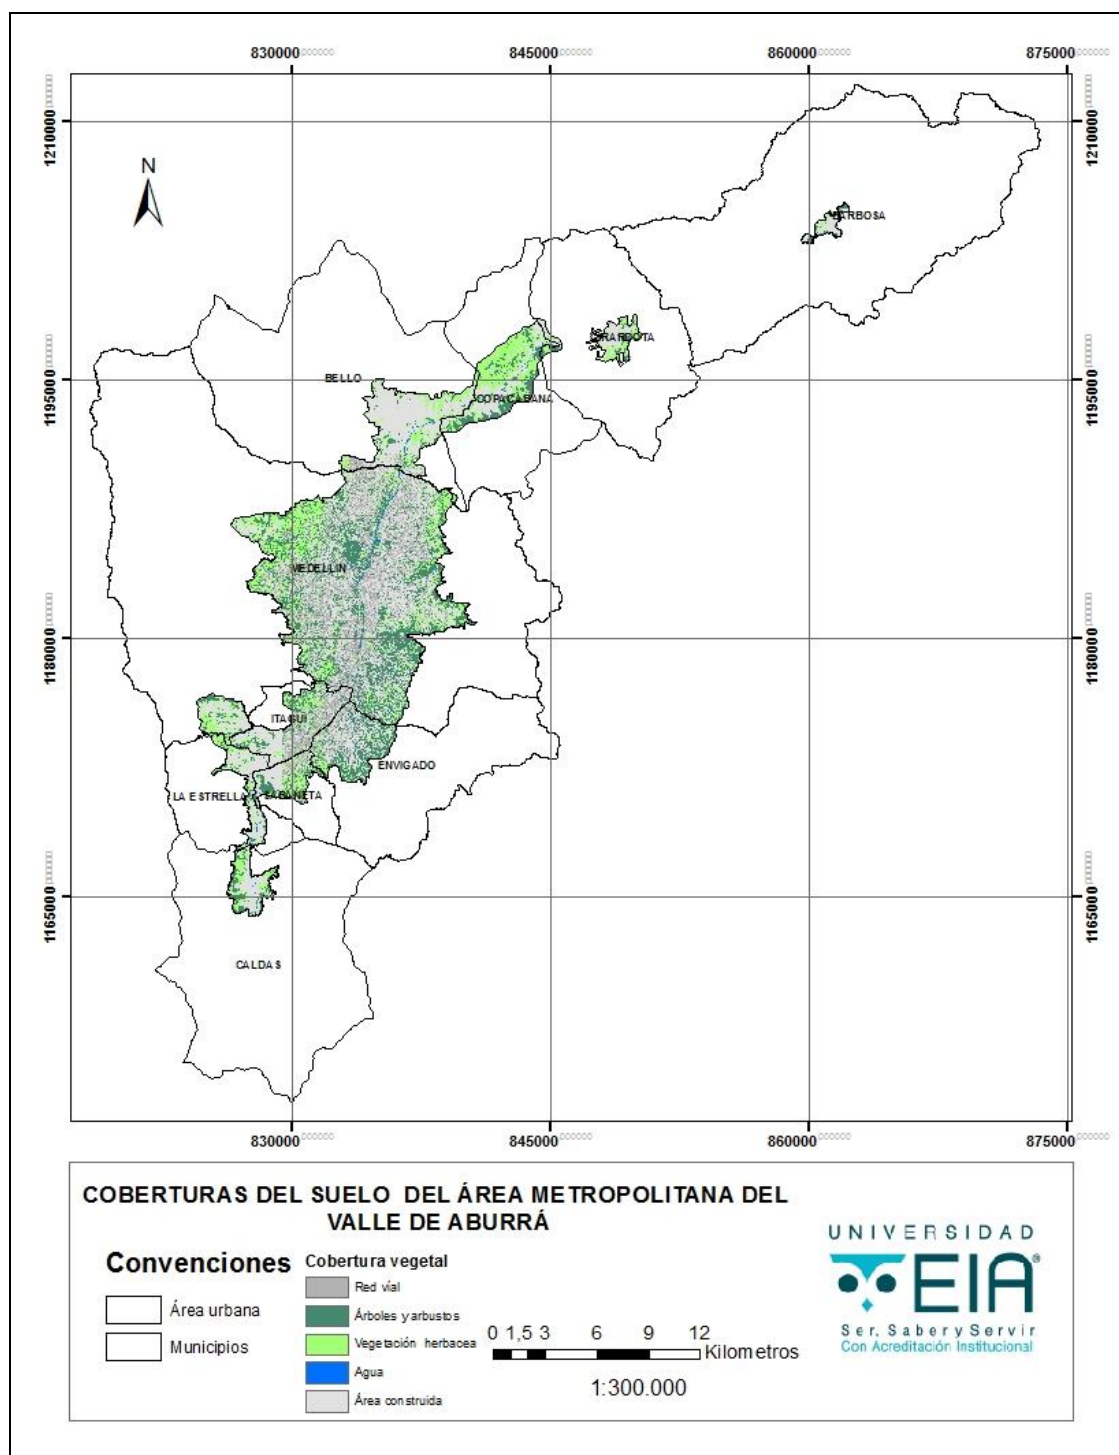 830000 845000 860000 875000
1210000 1210000
N
BARBOSA
GIRARDOTA
BELLO
1195000 1195000
COPACABANA
MEDELLIN
1180000 1180000
ITAGUI
ENVIGADO
LA ESTRELLA SABANETA
1165000 1165000
CALDAS
830000 845000 860000 875000
COBERTURAS DEL SUELO DEL ÁREA METROPOLITANA DEL
VALLE DE ABURRÁ
Convenciones
Área urbana
Municipios
Cobertura vegetal
Red víal
Árboles y arbustos
Vegetación herbacea
Agua
Área construida
0 1,5 3 6 9 12
Kilometros
1:300.000
UNIVERSIDAD
EIA®
Ser, Saber y Servir
Con Acreditación Institucional